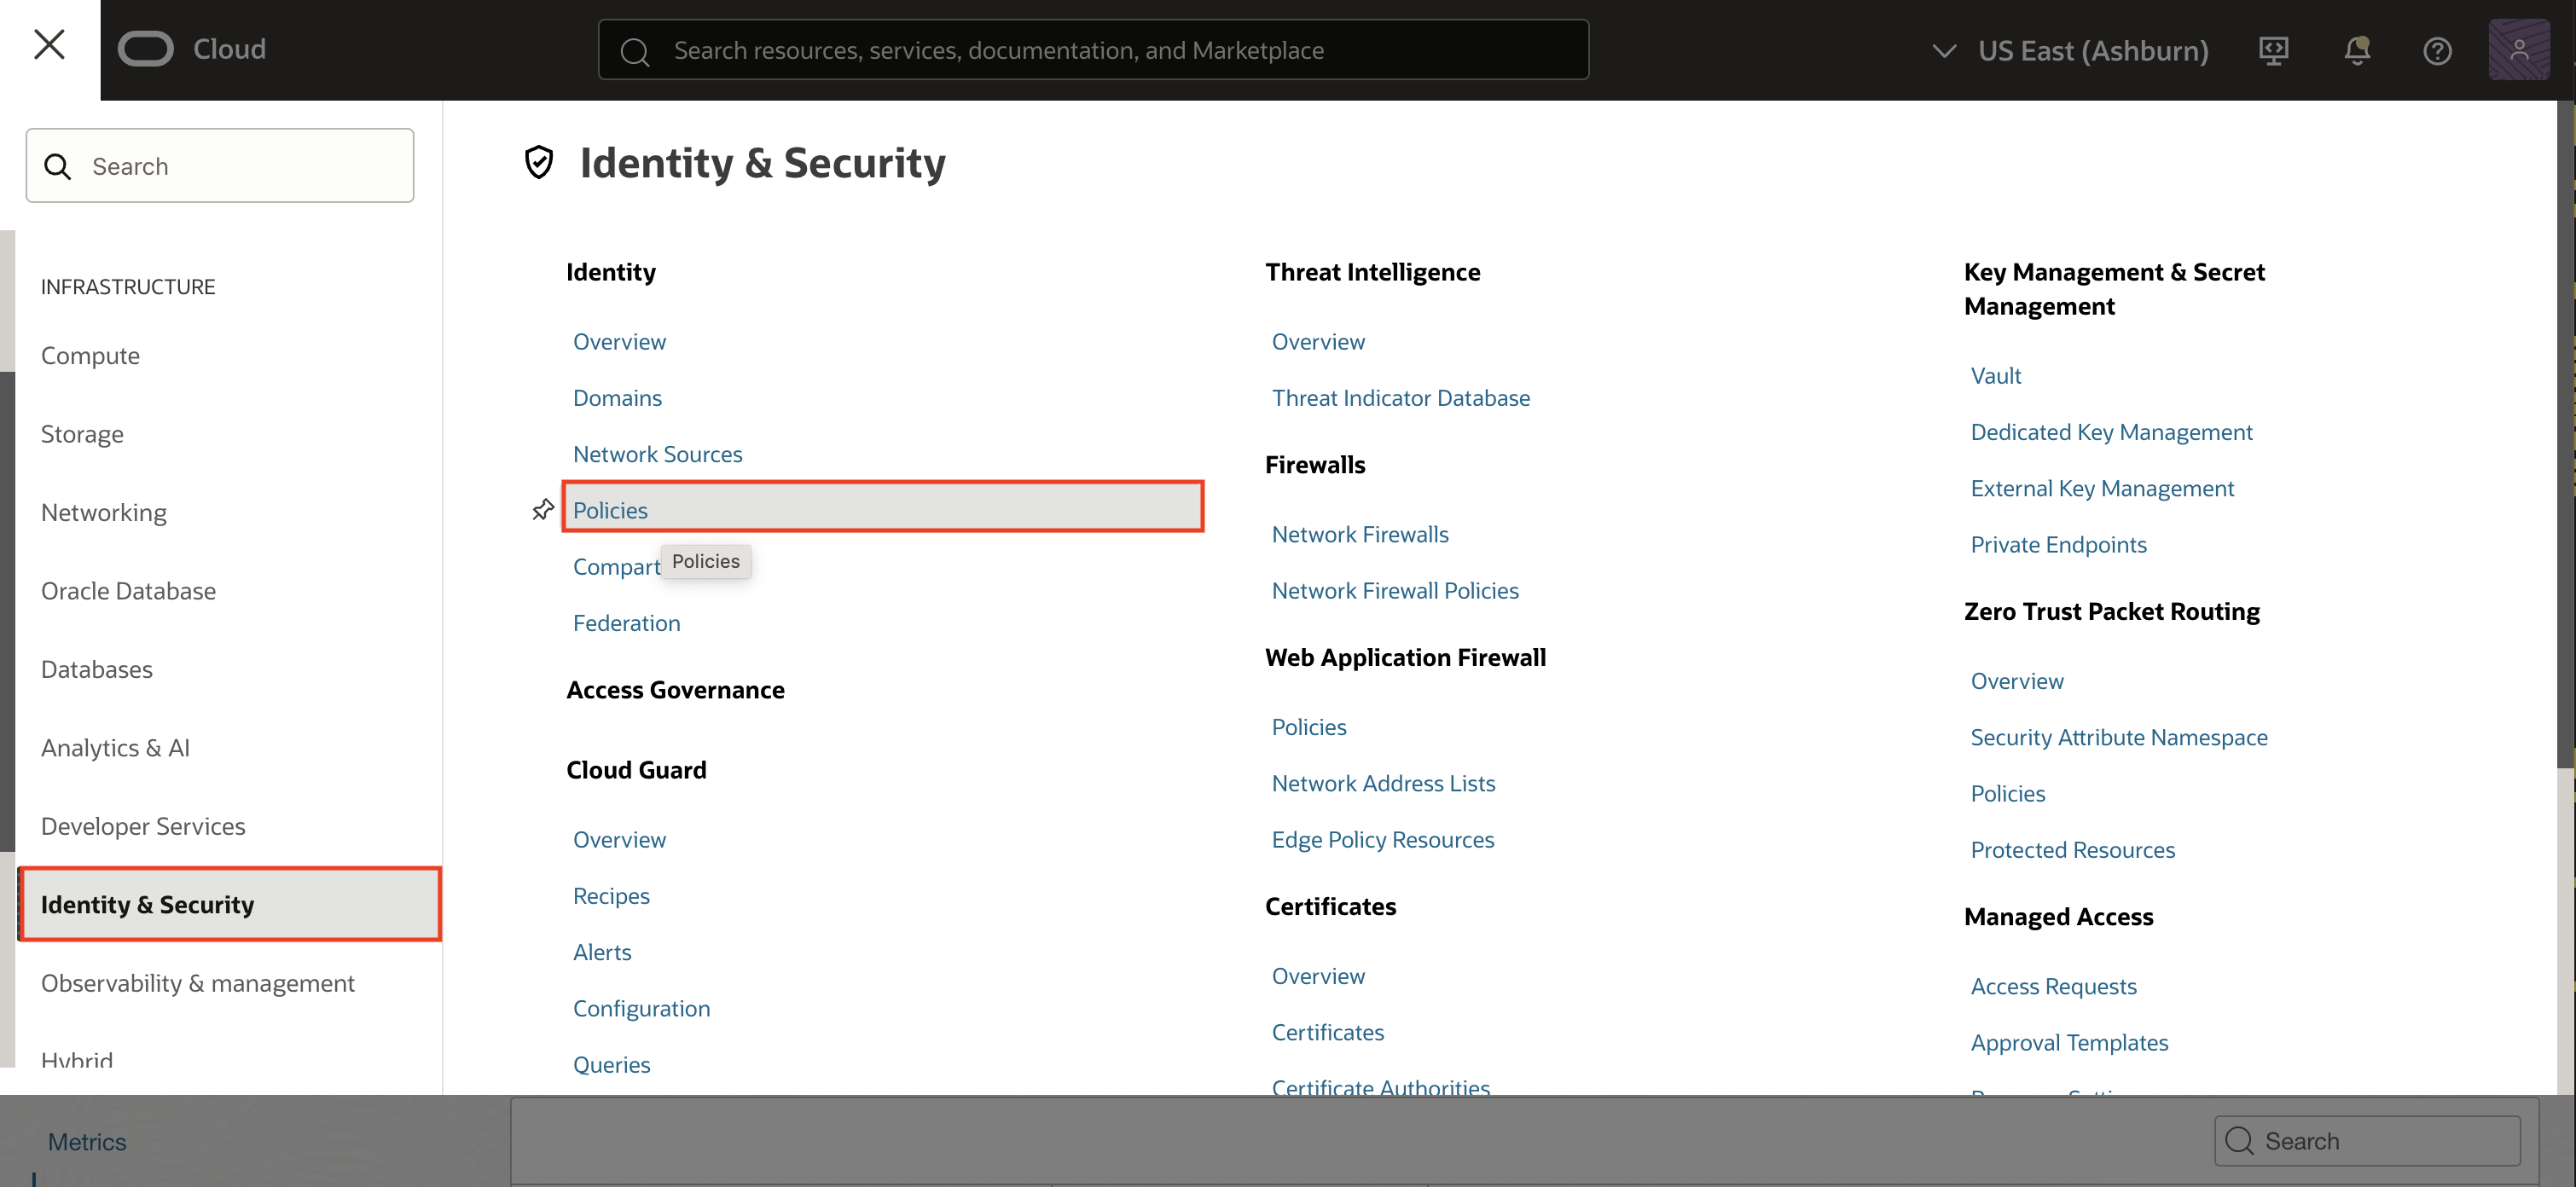 Cloud
Search resources, services, documentation, and Marketplace
US East (Ashburn)
Search
INFRASTRUCTURE
Compute
Storage
Networking
Oracle Database
Databases
Analytics & AI
Developer Services
Identity & Security
Observability & management
Hybrid
Identity & Security
Identity
Overview
Domains
Network Sources
Policies
Compart
Policies
Federation
Access Governance
Cloud Guard
Overview
Recipes
Alerts
Configuration
Queries
Threat Intelligence
Overview
Threat Indicator Database
Firewalls
Network Firewalls
Network Firewall Policies
Web Application Firewall
Policies
Network Address Lists
Edge Policy Resources
Certificates
Overview
Certificates
Certificate Authorities
Key Management & Secret
Management
Vault
Dedicated Key Management
External Key Management
Private Endpoints
Zero Trust Packet Routing
Overview
Security Attribute Namespace
Policies
Protected Resources
Managed Access
Access Requests
Approval Templates
Metrics
Search